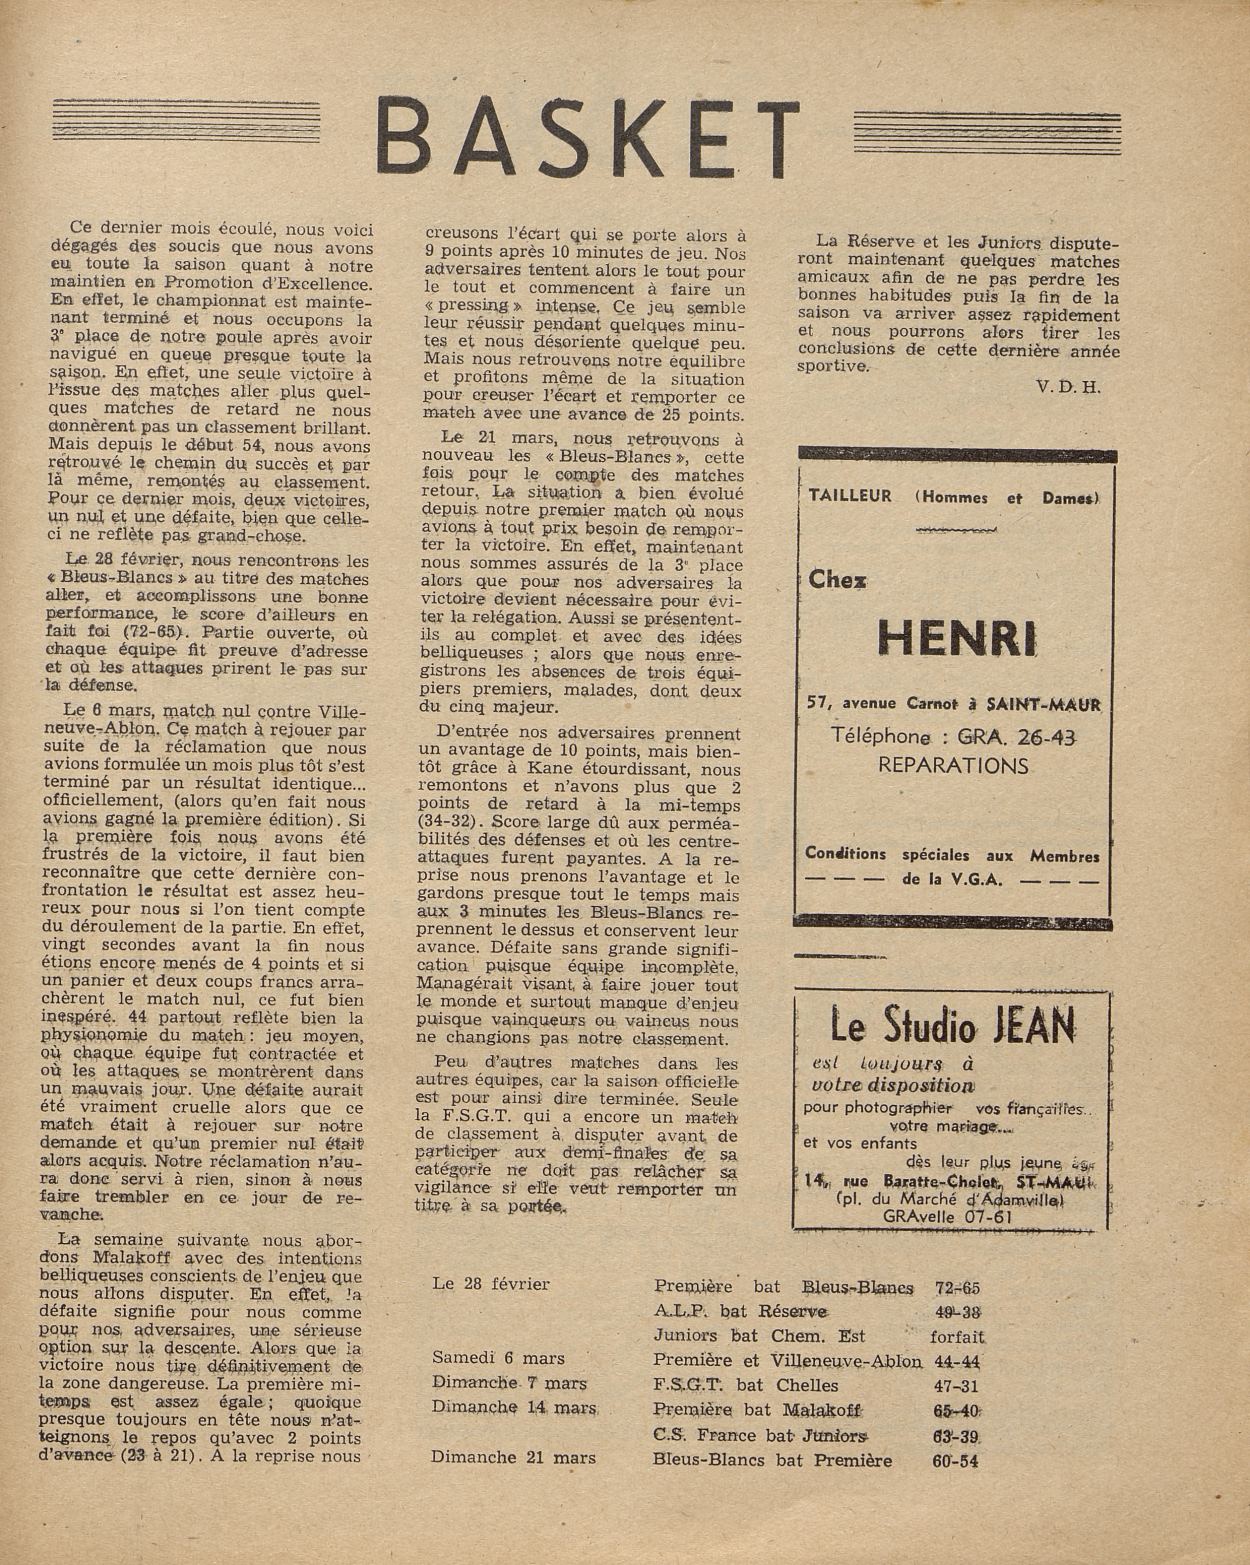 BASKET
Ce dernier mois écoulé, nous voici
dégagés des soucis que nous avons
eu toute la saison quant à notre
maintien en Promotion d'Excellence.
En effet, le championnat est mainte-
nant terminé et nous occupons la
3e place de notre poule après avoir
navigué en queue presque toute la
saison. En effet, une seule victoire à
l'issue des matches aller plus quel-
ques matches de retard ne nous
donnèrent pas un classement brillant.
Mais depuis le début 54, nous avons
retrouvé le chemin du succès et par
là même, remontés au classement.
Pour ce dernier mois, deux victoires,
un nul et une défaite, bien que celle-
ci ne reflète pas grand-chose.
Le 28 février, nous rencontrons les
« Bleus-Blancs » au titre des matches
aller, et accomplissons une bonne
performance, le score d'ailleurs en
fait foi (72-65). Partie ouverte, où
chaque équipe fit preuve d'adresse
et où les attaques prirent le pas sur
la défense.
Le 6 mars, match nul contre Ville-
neuve-Ablon. Ce match à rejouer par
suite de la réclamation que nous
avions formulée un mois plus tôt s'est
terminé par un résultat identique...
officiellement, (alors qu'en fait nous
avions gagné la première édition). Si
la première fois nous avons été
frustrés de la victoire, il faut bien
reconnaître que cette dernière con-
frontation le résultat est assez heu-
reux pour nous si l'on tient compte
du déroulement de la partie. En effet,
vingt secondes avant la fin nous
étions encore menés de 4 points et si
un panier et deux coups francs arra-
chèrent le match nul, ce fut bien
inespéré. 44 partout reflète bien la
physionomie du match : jeu moyen,
où chaque équipe fut contractée et
où les attaques se montrèrent dans
un mauvais jour. Une défaite aurait
été vraiment cruelle alors que ce
match était à rejouer sur notre
demande et qu'un premier nul était
alors acquis. Notre réclamation n'au-
ra donc servi à rien, sinon à nous
faire trembler en ce jour de re-
vanche.
La semaine suivante nous abor-
dons Malakoff avec des intentions
belliqueuses conscients de l'enjeu que
nous allons disputer. En effet, la
défaite signifie pour nous comme
pour nos adversaires, une sérieuse
option sur la descente. Alors que la
victoire nous tire définitivement de
la zone dangereuse. La première mi-
temps est assez égale ; quoique
presque toujours en tête nous n'at-
teignons le repos qu'avec 2 points
d'avance (23 à 21). A la reprise nous
creusons l'écart qui se porte alors à
9 points après 10 minutes de jeu. Nos
adversaires tentent alors le tout pour
le tout et commencent à faire un
« pressing » intense. Ce jeu semble
leur réussir pendant quelques minu-
tes et nous désoriente quelque peu.
Mais nous retrouvons notre équilibre
et profitons même de la situation
pour creuser l'écart et remporter ce
match avec une avance de 25 points.
Le 21 mars, nous retrouvons à
nouveau les « Bleus-Blancs », cette
fois pour le compte des matches
retour. La situation a bien évolué
depuis notre premier match où nous
avions à tout prix besoin de rempor-
ter la victoire. En effet, maintenant
nous sommes assurés de la 3e place
alors que pour nos adversaires la
victoire devient nécessaire pour évi-
ter la relégation. Aussi se présentent-
ils au complet et avec des idées
belliqueuses ; alors que nous enre-
gistrons les absences de trois équi-
piers premiers, malades, dont deux
du cinq majeur.
D'entrée nos adversaires prennent
un avantage de 10 points, mais bien-
tôt grâce à Kane étourdissant, nous
remontons et n'avons plus que 2
points de retard à la mi-temps
(34-32). Score large dû aux perméa-
bilités des défenses et où les centre-
attaques furent payantes. A la re-
prise nous prenons l'avantage et le
gardons presque tout le temps mais
aux 3 minutes les Bleus-Blancs re-
prennent le dessus et conservent leur
avance. Défaite sans grande signifi-
cation puisque équipe incomplète,
Managérait visant, à faire jouer tout
le monde et surtout manque d'enjeu
puisque vainqueurs ou vaincus nous
ne changions pas notre classement.
Peu d'autres matches dans les
autres équipes, car la saison officielle
est pour ainsi dire terminée. Seule
la F.S.G.T. qui a encore un match
de classement à disputer avant de
participer aux demi-finales de sa
catégorie ne doit pas relâcher sa
vigilance si elle veut remporter un
titre à sa portée.
La Réserve et les Juniors dispute-
ront maintenant quelques matches
amicaux afin de ne pas perdre les
bonnes habitudes puis la fin de la
saison va arriver assez rapidement
et nous pourrons alors tirer les
conclusions de cette dernière année
sportive.
V. D. H.
TAILLEUR (Hommes et Dames)
Chez
HENRI
57, avenue Carnot à SAINT-MAUR
Téléphone : GRA. 26-43
REPARATIONS
Conditions spéciales aux Membres
— — — de la V.G.A. — — —
Le Studio JEAN
est toujours à
votre disposition
pour photographier vos fiançailles..
votre mariage...
et vos enfants
dès leur plus jeune âge
14, rue Baratte-Cholet, ST-MAUR
(pl. du Marché d'Adamville)
GRAvelle 07-61
Le 28 février Première bat Bleus-Blancs 72-65
A.L.P. bat Réserve 49-38
Juniors bat Chem. Est forfait
Samedi 6 mars Première et Villeneuve-Ablon 44-44
Dimanche 7 mars F.S.G.T. bat Chelles 47-31
Dimanche 14 mars Première bat Malakoff 65-40
C.S. France bat Juniors 63-39
Dimanche 21 mars Bleus-Blancs bat Première 60-54